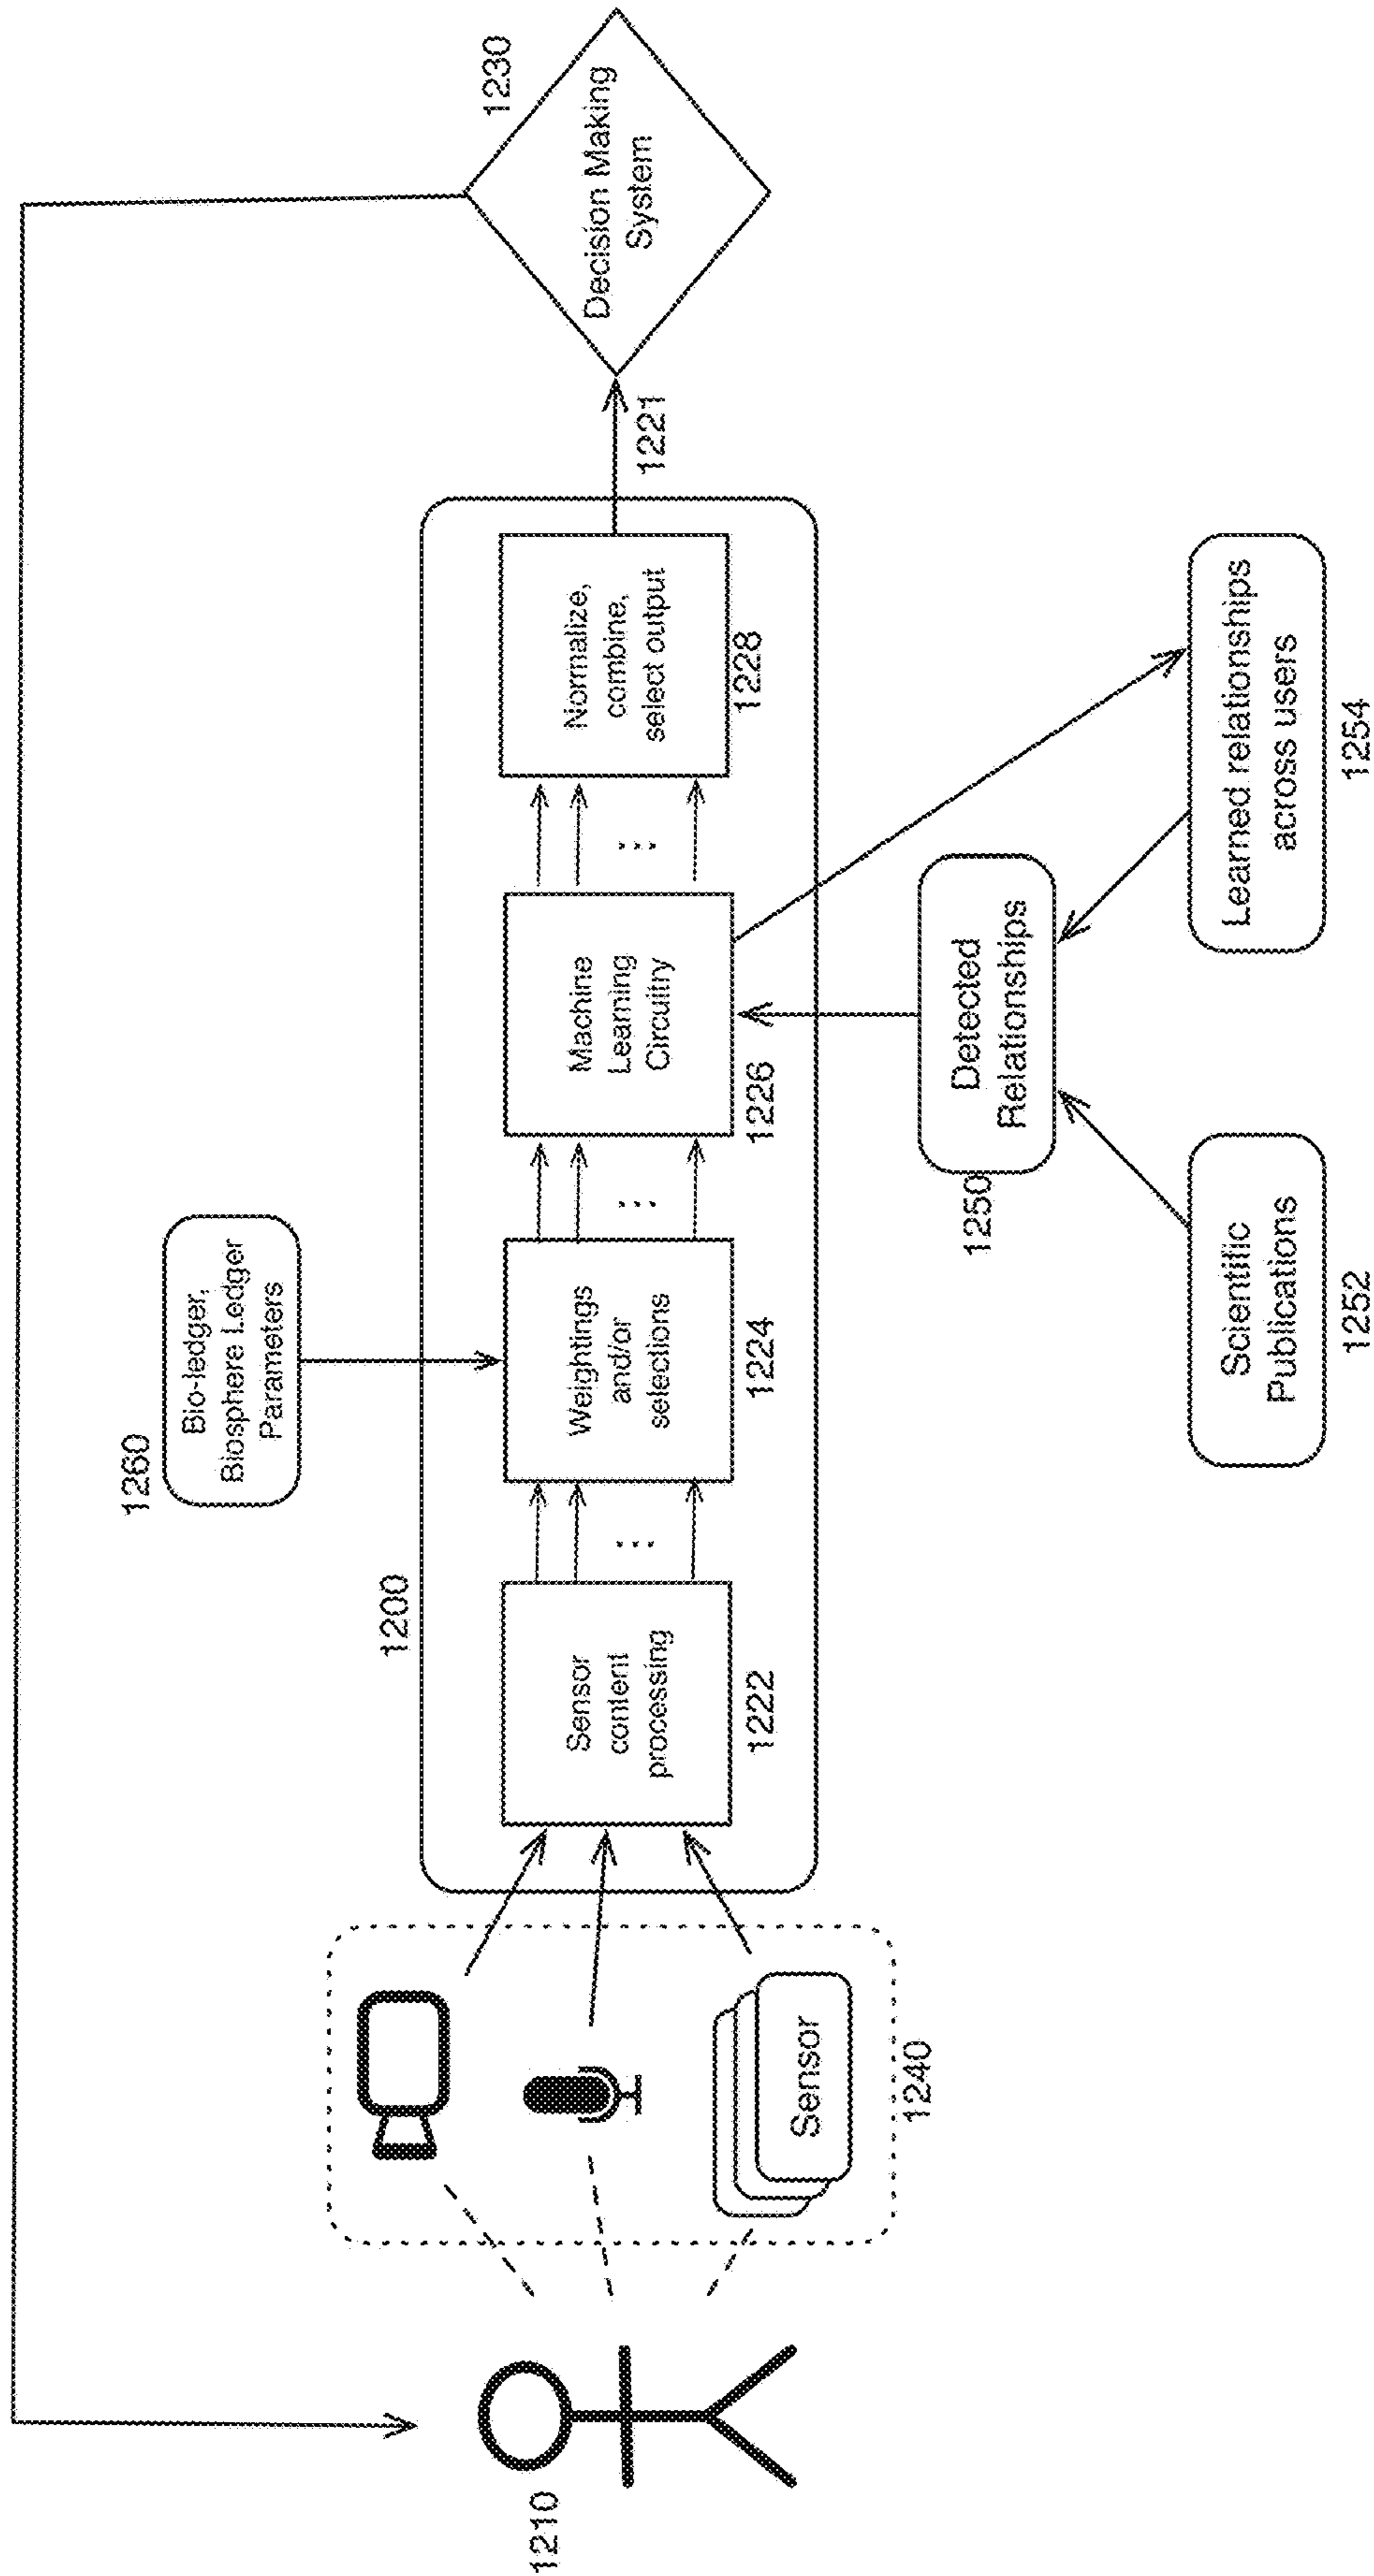 1260
Bio-ledger,
Biosphere Ledger
Parameters
1230
Decision Making
System
1200
1210
Sensor
1240
Sensor
content
processing
1222
Weightings
and/or
selections
1224
Machine
Learning
Circuitry
1226
Normalize,
combine,
select output
1228
1221
Detected
Relationships
1250
Scientific
Publications
1252
Learned relationships
across users
1254